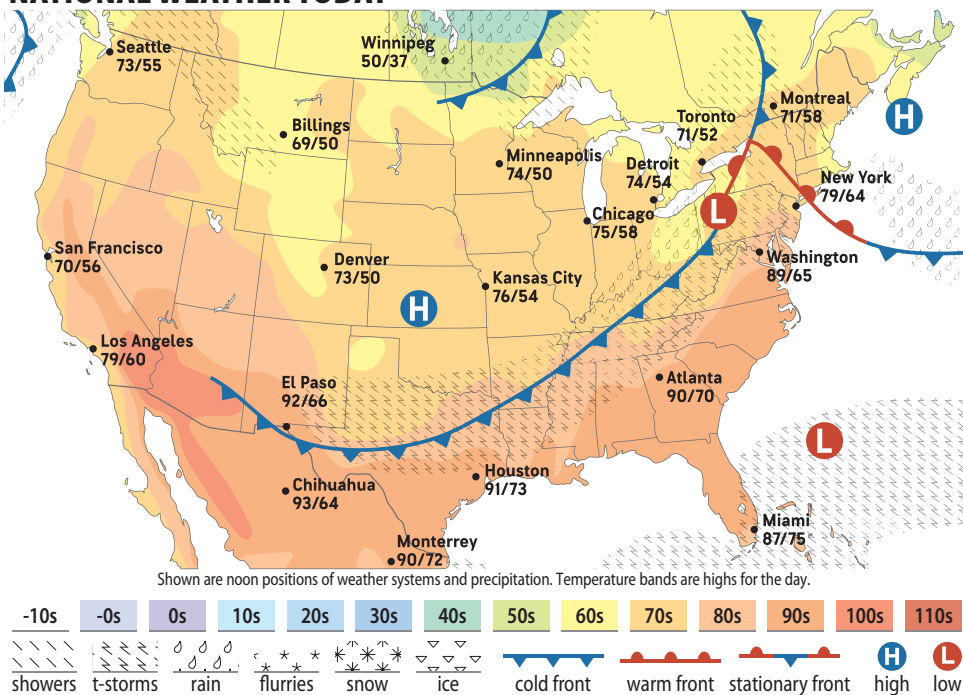 NATIONAL WEATHER TODAY
Seattle
73/55
Winnipeg
50/37
Billings
69/50
Minneapolis
74/50
Toronto
71/52
Montreal
71/58
H
Detroit
74/54
New York
79/64
L
Chicago
75/58
San Francisco
70/56
Denver
73/50
Kansas City
76/54
Washington
89/65
H
Los Angeles
79/60
El Paso
92/66
Atlanta
90/70
L
Chihuahua
93/64
Houston
91/73
Miami
87/75
Monterrey
90/72
Shown are noon positions of weather systems and precipitation. Temperature bands are highs for the day.
-10s -0s 0s 10s 20s 30s 40s 50s 60s 70s 80s 90s 100s 110s
H L
showers t-storms rain flurries snow ice cold front warm front stationary front high low